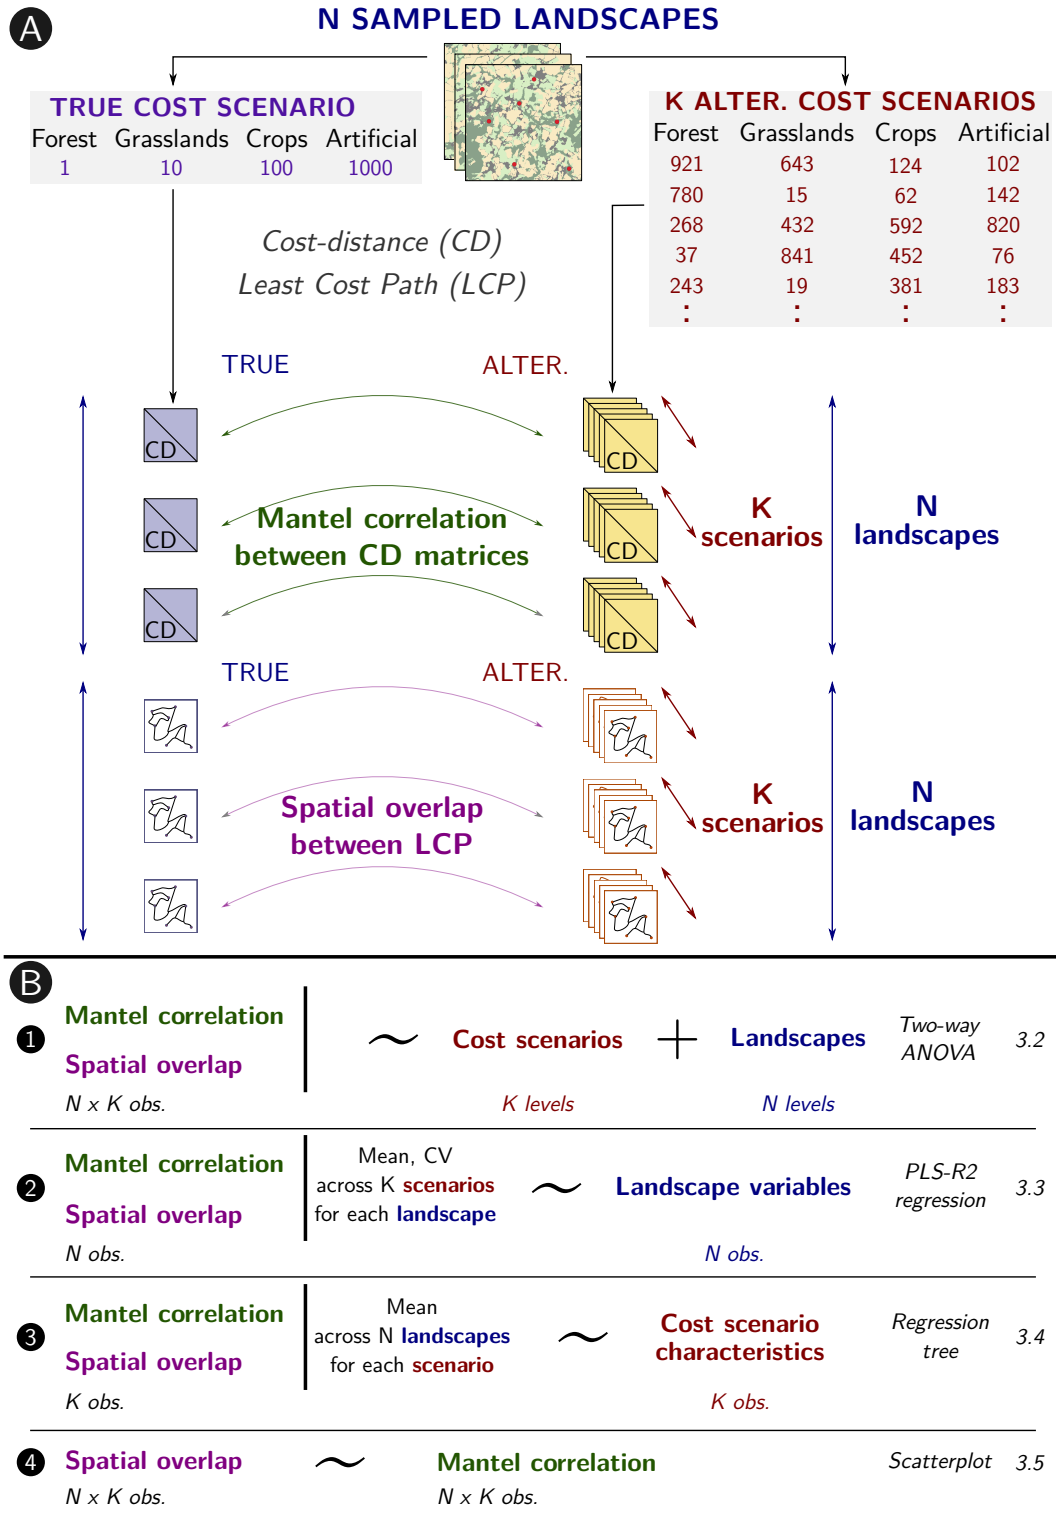 A
N SAMPLED LANDSCAPES
TRUE COST SCENARIO
Forest Grasslands Crops Artificial
1 10 100 1000
K ALTER. COST SCENARIOS
Forest Grasslands Crops Artificial
921 643 124 102
780 15 62 142
268 432 592 820
37 841 452 76
243 19 381 183
: : : :
Cost-distance (CD)
Least Cost Path (LCP)
TRUE ALTER.
CD CD
CD CD
CD CD
Mantel correlation
between CD matrices
K
scenarios
N
landscapes
TRUE ALTER.
Spatial overlap
between LCP
K
scenarios
N
landscapes
B
1
Mantel correlation
Spatial overlap
N x K obs.
~ Cost scenarios + Landscapes
K levels N levels
Two-way
ANOVA
3.2
2
Mantel correlation
Spatial overlap
N obs.
Mean, CV
across K scenarios
for each landscape
~ Landscape variables
N obs.
PLS-R2
regression
3.3
3
Mantel correlation
Spatial overlap
K obs.
Mean
across N landscapes
for each scenario
~ Cost scenario
characteristics
K obs.
Regression
tree
3.4
4
Spatial overlap ~ Mantel correlation Scatterplot 3.5
N x K obs. N x K obs.